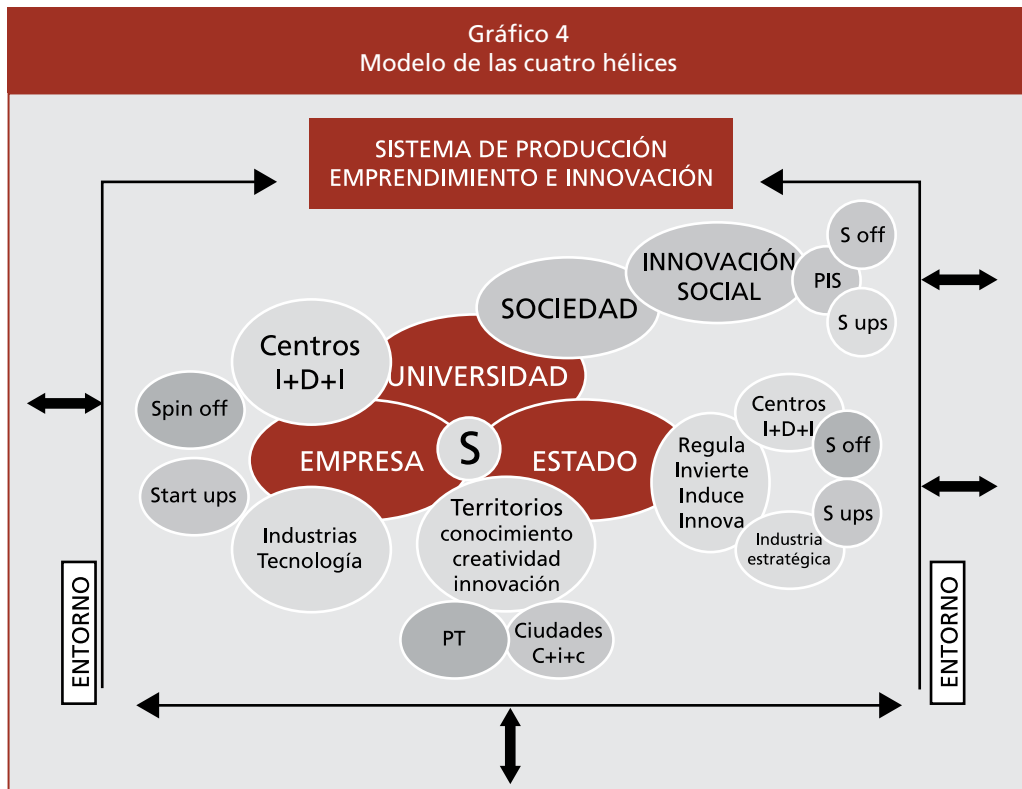 Gráfico 4
Modelo de las cuatro hélices
SISTEMA DE PRODUCCIÓN
EMPRENDIMIENTO E INNOVACIÓN
S off
INNOVACIÓN
SOCIAL
PIS
SOCIEDAD
S ups
Centros
I+D+I
UNIVERSIDAD
Spin off
Centros
I+D+I
EMPRESA
S
ESTADO
Regula
Invierte
Induce
Innova
S off
Start ups
Industrias
Tecnología
Territorios
conocimiento
creatividad
innovación
S ups
Industria
estratégica
PT
Ciudades
C+i+c
ENTORNO
ENTORNO